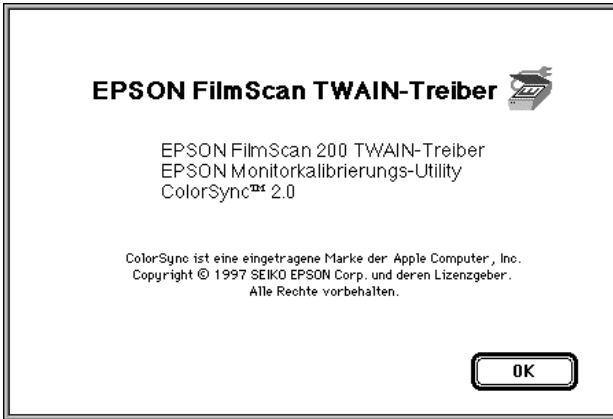 EPSON FilmScan TWAIN-Treiber
EPSON FilmScan 200 TWAIN-Treiber
EPSON Monitorkalibrierungs-Utility
ColorSync™ 2.0
ColorSync ist eine eingetragene Marke der Apple Computer, Inc.
Copyright © 1997 SEIKO EPSON Corp. und deren Lizenzgeber.
Alle Rechte vorbehalten.
OK